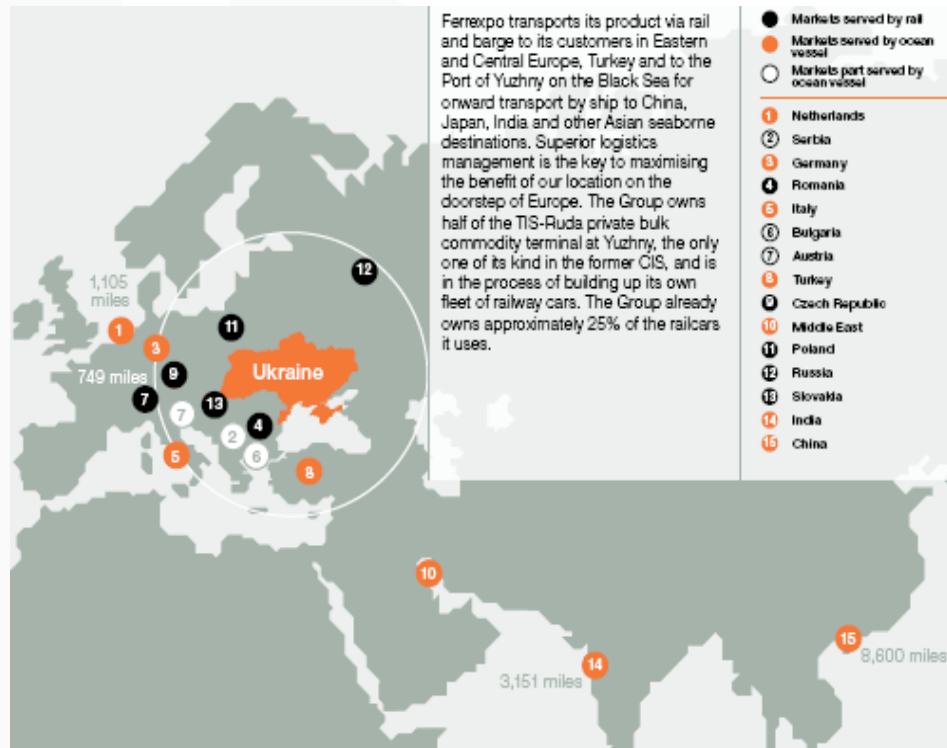 Ferrexpo transports its product via rail
and barge to its customers in Eastern
and Central Europe, Turkey and to the
Port of Yuzhny on the Black Sea for
onward transport by ship to China,
Japan, India and other Asian seaborne
destinations. Superior logistics
management is the key to maximising
the benefit of our location on the
doorstep of Europe. The Group owns
half of the TIS-Ruda private bulk
commodity terminal at Yuzhny, the only
one of its kind in the former CIS, and is
in the process of building up its own
fleet of railway cars. The Group already
owns approximately 25% of the railcars
it uses.
Markets served by rail
Markets served by ocean
vessel
Markets part served by
ocean vessel
1 Netherlands
2 Serbia
3 Germany
4 Romania
5 Italy
6 Bulgaria
7 Austria
8 Turkey
9 Czech Republic
10 Middle East
11 Poland
12 Russia
13 Slovakia
14 India
15 China
12
1,105
miles
1
11
3
749 miles
9
Ukraine
7
13
7
4
2
5
6
8
10
15
8,600 miles
14
3,151 miles